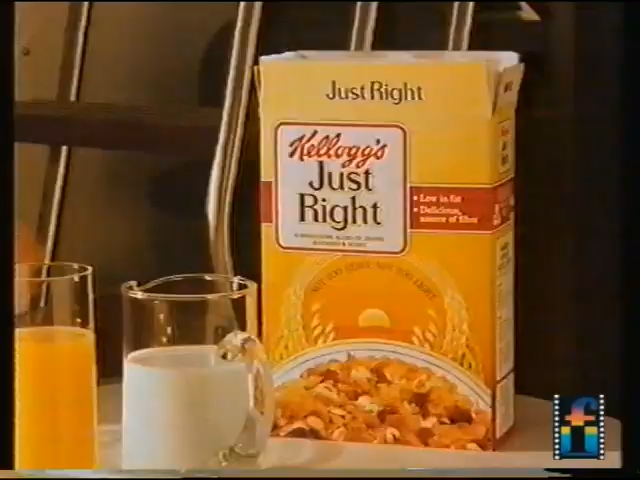 Just Right
Kellogg's
Just
Right
• Low in fat
• Delicious,
source of fibre
NOT TOO HEAVY, NOT TOO LIGHT
f